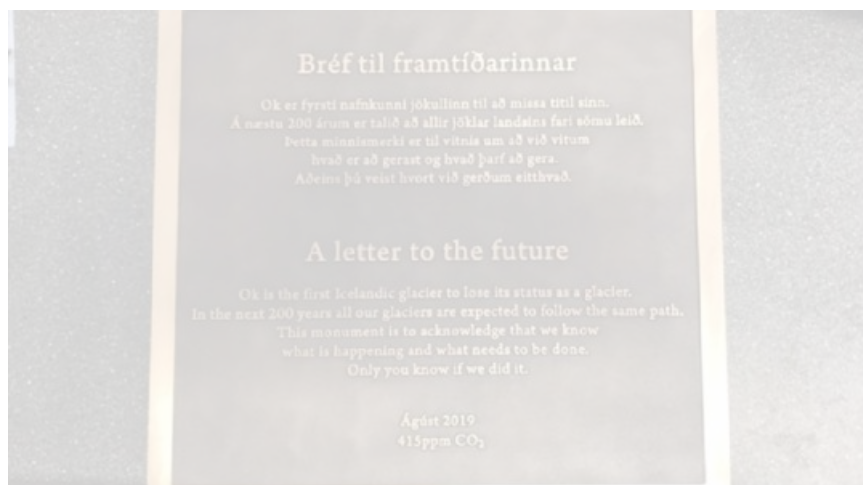 Bréf til framtíðarinnar
Ok er fyrsti nafnkunni jökullinn til að missa titil sinn.
Á næstu 200 árum er talið að allir jöklar landsins fari sömu leið.
Þetta minnismerki er til vitnis um að við vitum
hvað er að gerast og hvað þarf að gera.
Aðeins þú veist hvort við gerðum eitthvað.
A letter to the future
Ok is the first Icelandic glacier to lose its status as a glacier.
In the next 200 years all our glaciers are expected to follow the same path.
This monument is to acknowledge that we know
what is happening and what needs to be done.
Only you know if we did it.
Ágúst 2019
415ppm CO₂